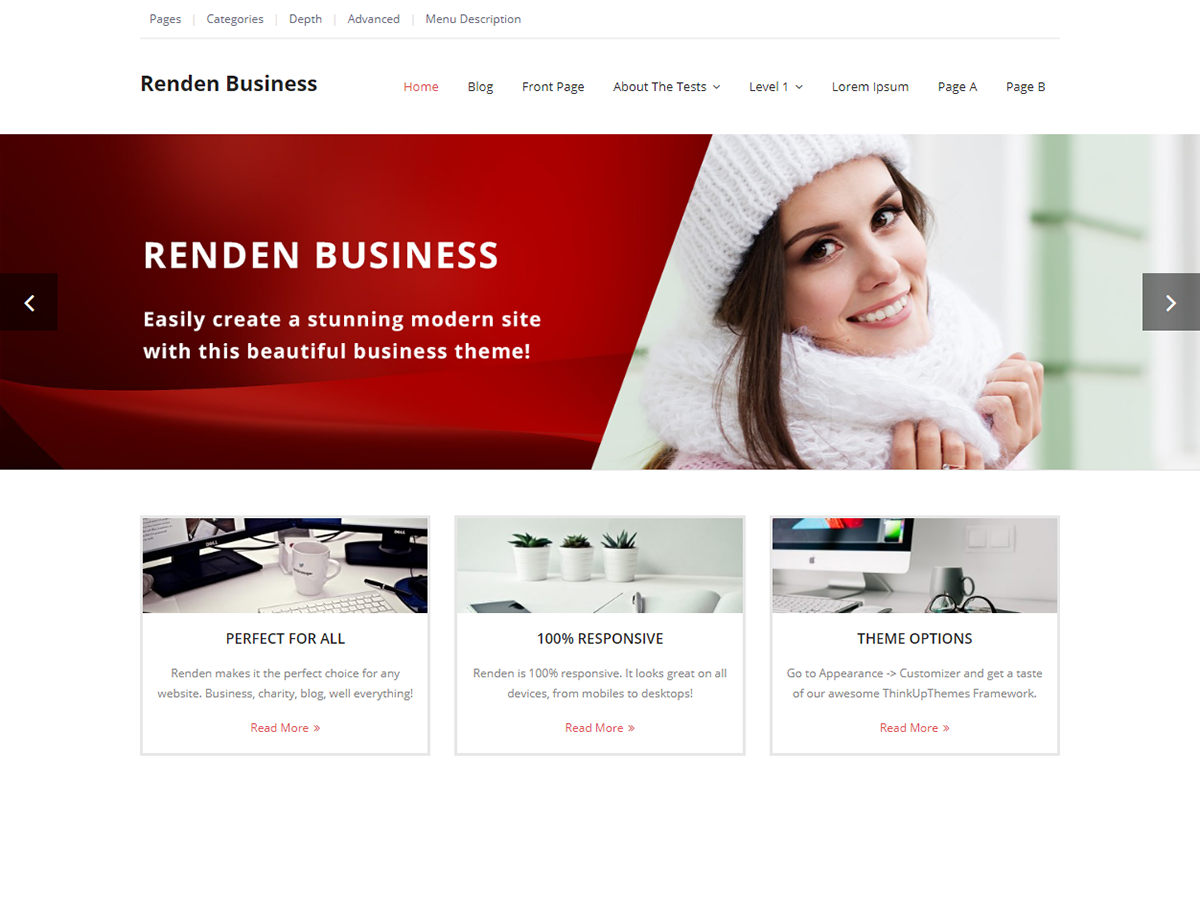 Pages | Categories | Depth | Advanced | Menu Description
Renden Business
Home Blog Front Page About The Tests Level 1 Lorem Ipsum Page A Page B
RENDEN BUSINESS
Easily create a stunning modern site
with this beautiful business theme!
DELL
DELL
PERFECT FOR ALL
Renden makes it the perfect choice for any
website. Business, charity, blog, well everything!
Read More »
100% RESPONSIVE
Renden is 100% responsive. It looks great on all
devices, from mobiles to desktops!
Read More »
THEME OPTIONS
Go to Appearance -> Customizer and get a taste
of our awesome ThinkUpThemes Framework.
Read More »